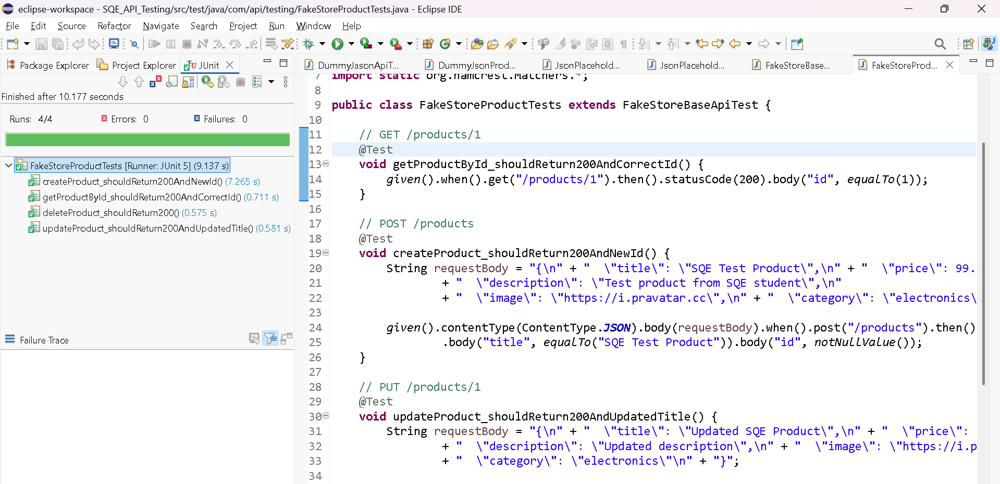 eclipse-workspace - SQE_API_Testing/src/test/java/com/api/testing/FakeStoreProductTests.java - Eclipse IDE
File Edit Source Refactor Navigate Search Project Run Window Help
Package Explorer Project Explorer JUnit
DummyJasonApiT... DummyJsonProd... JsonPlacehold... JsonPlacehold... FakeStoreBase... FakeStoreProd...
Finished after 10.177 seconds
Runs: 4/4 Errors: 0 Failures: 0
FakeStoreProductTests [Runner: JUnit 5] (9.137 s)
createProduct_shouldReturn200AndNewId() (7.265 s)
getProductById_shouldReturn200AndCorrectId() (0.711 s)
deleteProduct_shouldReturn200() (0.575 s)
updateProduct_shouldReturn200AndUpdatedTitle() (0.581 s)
Failure Trace
7 import static org.hamcrest.Matchers.*;
8
9 public class FakeStoreProductTests extends FakeStoreBaseApiTest {
10
11 // GET /products/1
12 @Test
13 void getProductById_shouldReturn200AndCorrectId() {
14 given().when().get("/products/1").then().statusCode(200).body("id", equalTo(1));
15 }
16
17 // POST /products
18 @Test
19 void createProduct_shouldReturn200AndNewId() {
20 String requestBody = "{\n" + "  \"title\": \"SQE Test Product\",\n" + "  \"price\": 99.
21 + "  \"description\": \"Test product from SQE student\",\n"
22 + "  \"image\": \"https://i.pravatar.cc\",\n" + "  \"category\": \"electronics\
23
24 given().contentType(ContentType.JSON).body(requestBody).when().post("/products").then()
25 .body("title", equalTo("SQE Test Product")).body("id", notNullValue());
26 }
27
28 // PUT /products/1
29 @Test
30 void updateProduct_shouldReturn200AndUpdatedTitle() {
31 String requestBody = "{\n" + "  \"title\": \"Updated SQE Product\",\n" + "  \"price\":
32 + "  \"description\": \"Updated description\",\n" + "  \"image\": \"https://i.p
33 + "  \"category\": \"electronics\"\n" + "}";
34